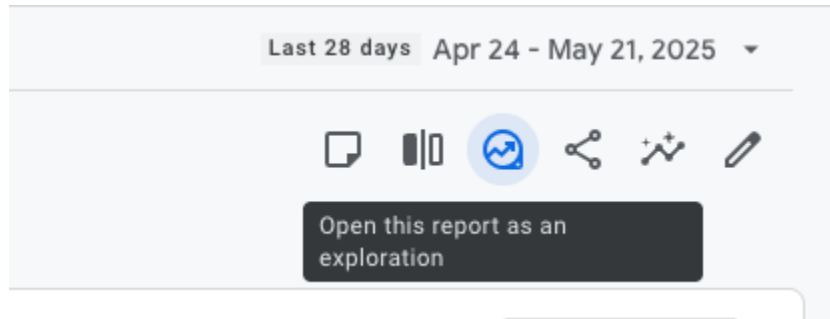 Last 28 days Apr 24 - May 21, 2025
Open this report as an
exploration